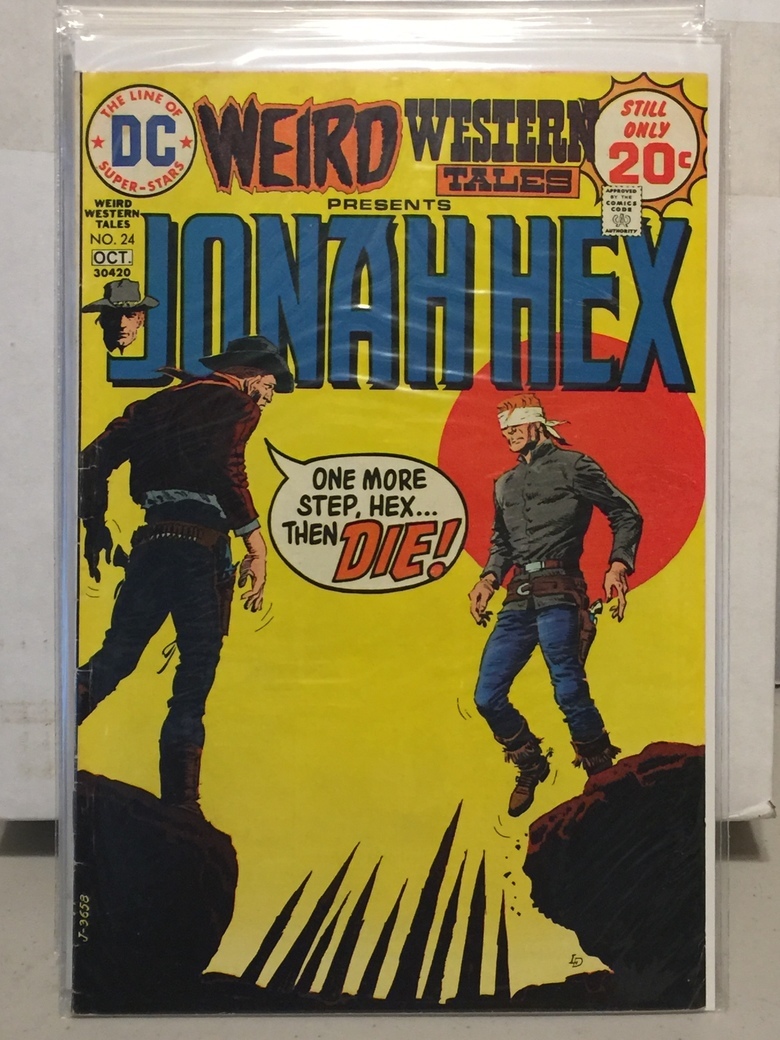 THE LINE OF
DC
SUPER-STARS
WEIRD WESTERN
TALES
PRESENTS
STILL
ONLY
20¢
APPROVED
BY THE
COMICS
CODE
CA
AUTHORITY
WEIRD
WESTERN
TALES
NO. 24
OCT.
30420
JONAH HEX
ONE MORE
STEP, HEX...
THEN DIE!
J-3658
LD